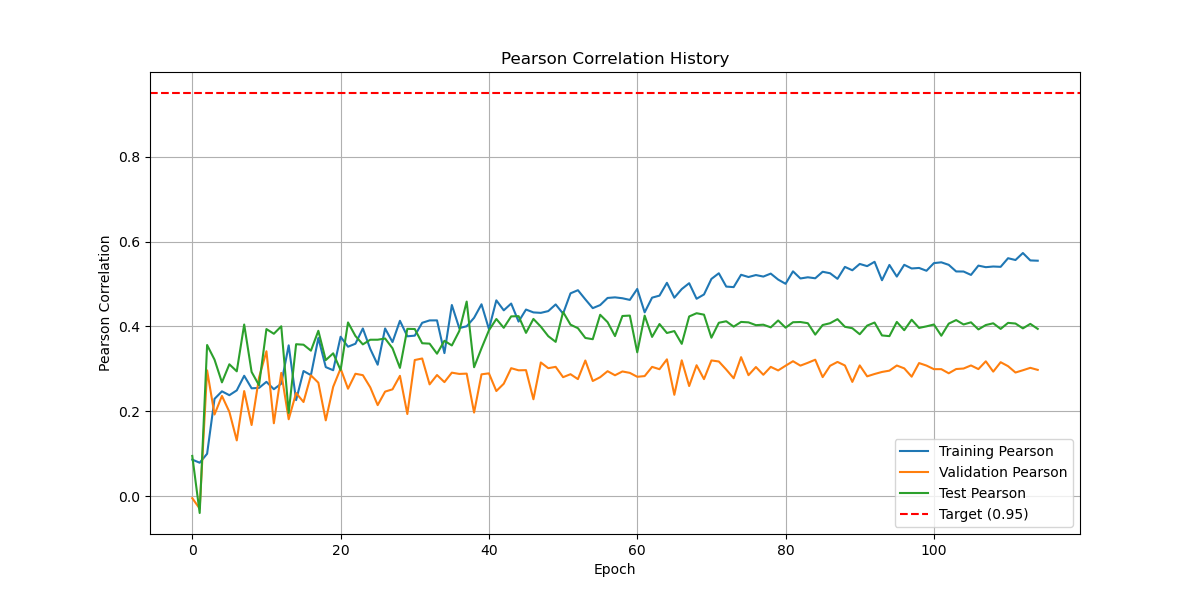 Pearson Correlation History
Pearson Correlation
0.8
0.6
0.4
0.2
0.0
0 20 40 60 80 100
Epoch
Training Pearson
Validation Pearson
Test Pearson
Target (0.95)